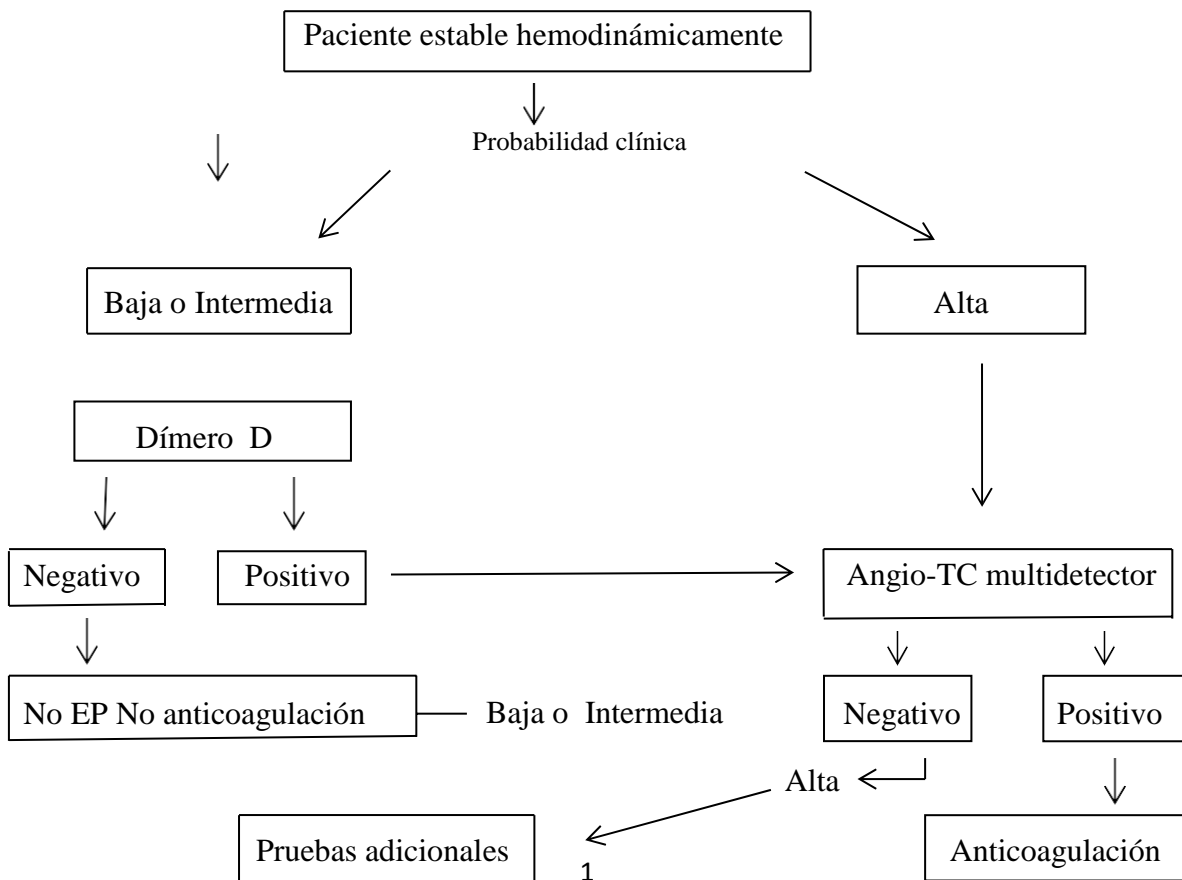 Paciente estable hemodinámicamente
Probabilidad clínica
Baja o Intermedia
Alta
Dímero D
Negativo
Positivo
Angio-TC multidetector
No EP No anticoagulación
Baja o Intermedia
Negativo
Positivo
Alta
Pruebas adicionales
1
Anticoagulación